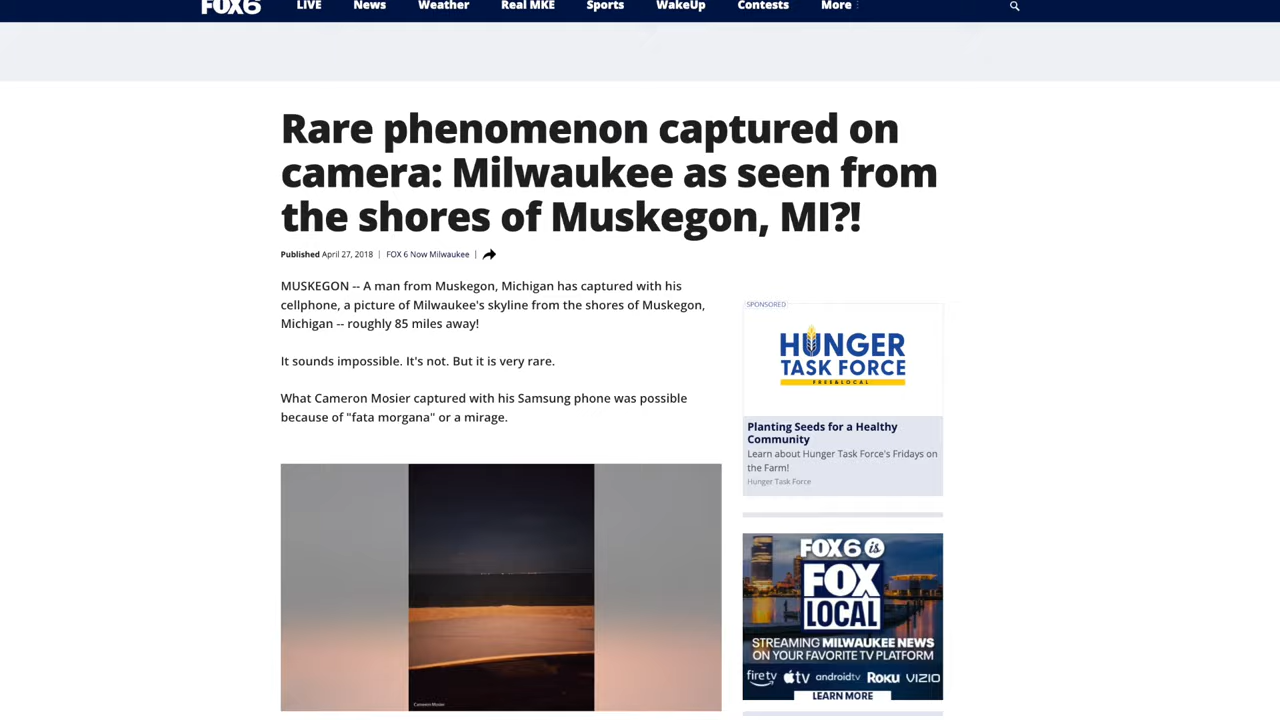 FOX6 LIVE News Weather Real MKE Sports WakeUp Contests More
Rare phenomenon captured on
camera: Milwaukee as seen from
the shores of Muskegon, MI?!
Published April 27, 2018 | FOX 6 Now Milwaukee |
MUSKEGON -- A man from Muskegon, Michigan has captured with his
cellphone, a picture of Milwaukee's skyline from the shores of Muskegon,
Michigan -- roughly 85 miles away!
It sounds impossible. It's not. But it is very rare.
What Cameron Mosier captured with his Samsung phone was possible
because of "fata morgana" or a mirage.
Cameron Mosier
SPONSORED
HUNGER
TASK FORCE
FREE & LOCAL
Planting Seeds for a Healthy
Community
Learn about Hunger Task Force's Fridays on
the Farm!
Hunger Task Force
FOX6 is
FOX
LOCAL
STREAMING MILWAUKEE NEWS
ON YOUR FAVORITE TV PLATFORM
firetv tv androidtv ROKU VIZIO
LEARN MORE